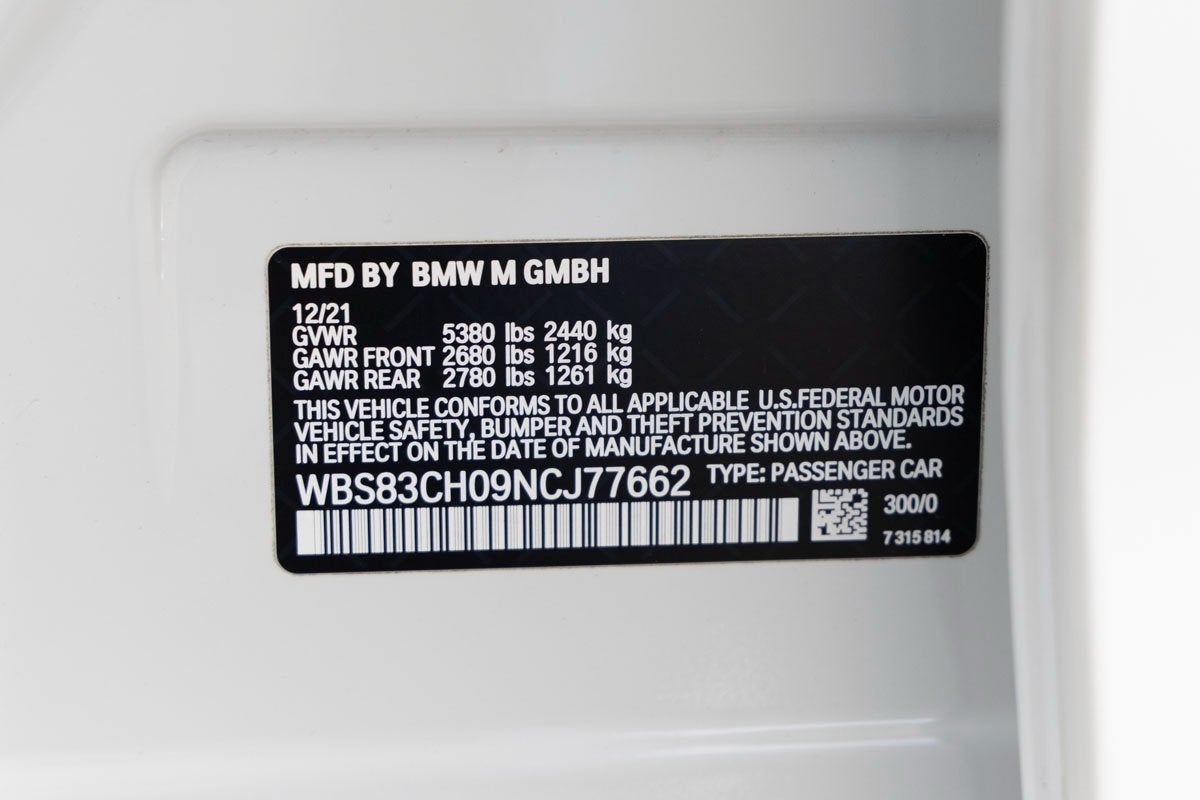 MFD BY BMW M GMBH
12/21
GVWR 5380 lbs 2440 kg
GAWR FRONT 2680 lbs 1216 kg
GAWR REAR 2780 lbs 1261 kg
THIS VEHICLE CONFORMS TO ALL APPLICABLE U.S.FEDERAL MOTOR
VEHICLE SAFETY, BUMPER AND THEFT PREVENTION STANDARDS
IN EFFECT ON THE DATE OF MANUFACTURE SHOWN ABOVE.
WBS83CH09NCJ77662 TYPE: PASSENGER CAR
300/0
7 315 814